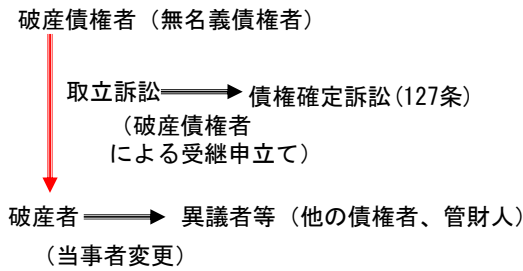 破産債権者（無名義債権者）
取立訴訟 債権確定訴訟(127条)
（破産債権者
による受継申立て）
破産者 異議者等（他の債権者、管財人）
（当事者変更）